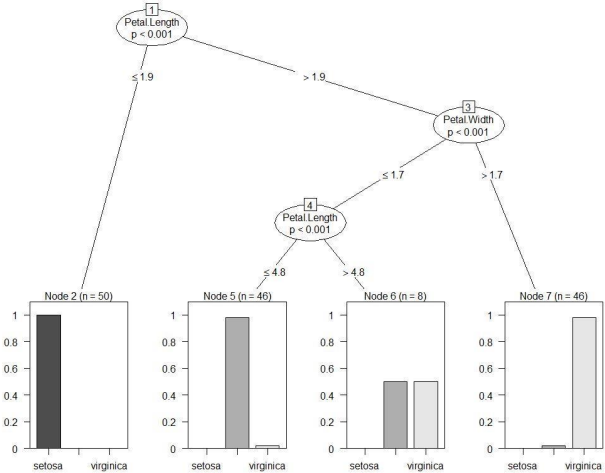 1
Petal.Length
p < 0.001
≤ 1.9
> 1.9
3
Petal.Width
p < 0.001
≤ 1.7
> 1.7
4
Petal.Length
p < 0.001
≤ 4.8
> 4.8
Node 2 (n = 50)
1
0.8
0.6
0.4
0.2
0
setosa virginica
Node 5 (n = 46)
1
0.8
0.6
0.4
0.2
0
setosa virginica
Node 6 (n = 8)
1
0.8
0.6
0.4
0.2
0
setosa virginica
Node 7 (n = 46)
1
0.8
0.6
0.4
0.2
0
setosa virginica